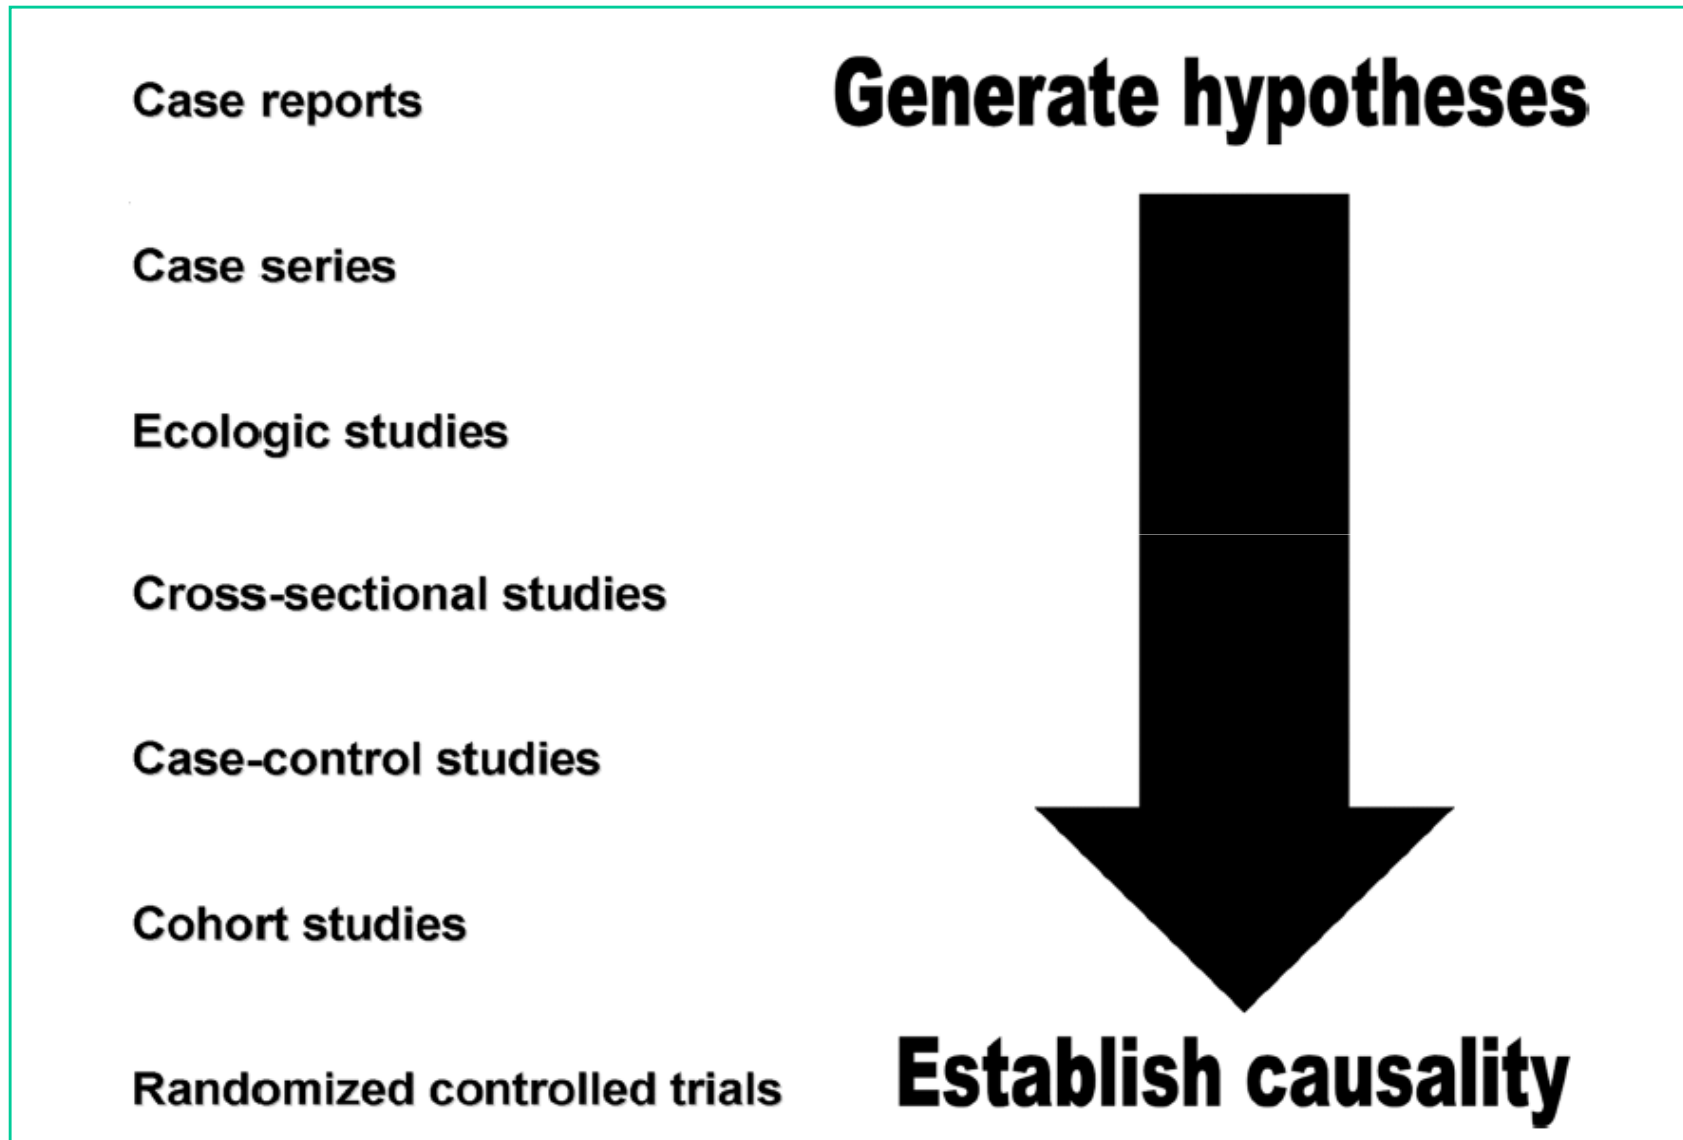 Case reports
Generate hypotheses
Case series
Ecologic studies
Cross-sectional studies
Case-control studies
Cohort studies
Randomized controlled trials
Establish causality